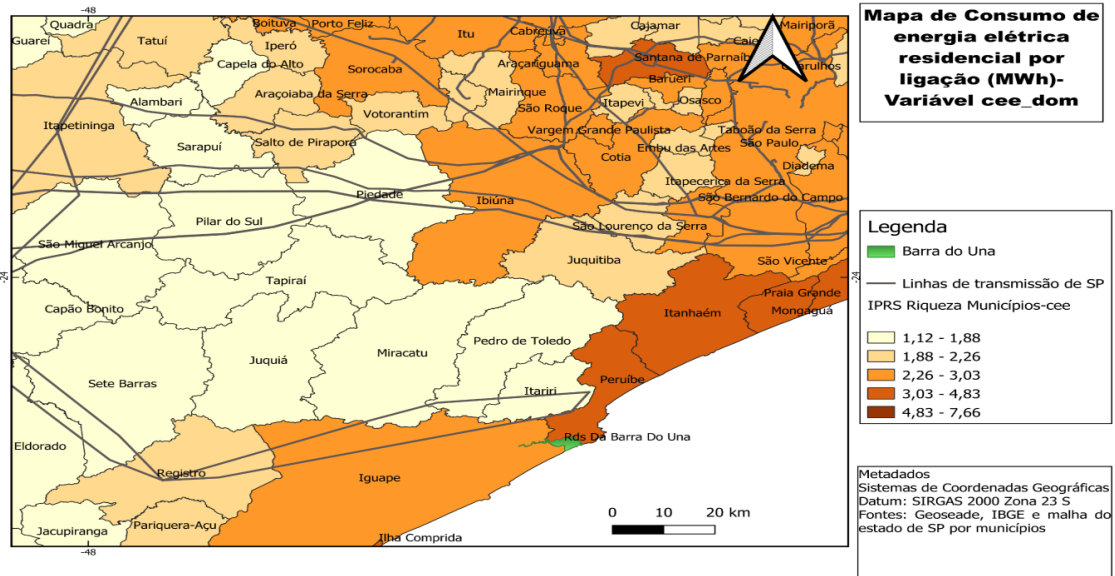 -48
Mapa de Consumo de
energia elétrica
residencial por
ligação (MWh)-
Variável cee_dom
Quadra
Boituva
Porto Feliz
Itu
Cabreúva
Cajamar
Mairiporã
Guareí
Tatuí
Iperó
Capela do Alto
Sorocaba
Araçariguama
Santana de Parnaíb
Barueri
Mairinque
Araçoiaba da Serra
Alambari
Votorantim
São Roque
Itapevi
Osasco
Itapetininga
Vargem Grande Paulista
Taboão da Serra
Sarapuí
Salto de Pirapora
Embu das Artes
São Paulo
Cotia
Diadema
Itapecerica da Serra
Piedade
Ibiúna
São Bernardo do Campo
Pilar do Sul
São Lourenço da Serra
São Miguel Arcanjo
Juquitiba
São Vicente
-24
-24
Tapiraí
Praia Grande
Capão Bonito
Itanhaém
Mongaguá
Pedro de Toledo
Juquiá
Miracatu
Sete Barras
Peruíbe
Itariri
Rds Da Barra Do Una
Eldorado
Registro
Iguape
Jacupiranga
Pariquera-Açu
Ilha Comprida
0 10 20 km
-48
Legenda
Barra do Una
Linhas de transmissão de SP
IPRS Riqueza Municípios-cee
1,12 - 1,88
1,88 - 2,26
2,26 - 3,03
3,03 - 4,83
4,83 - 7,66
Metadados
Sistemas de Coordenadas Geográficas
Datum: SIRGAS 2000 Zona 23 S
Fontes: Geoseade, IBGE e malha do
estado de SP por municípios